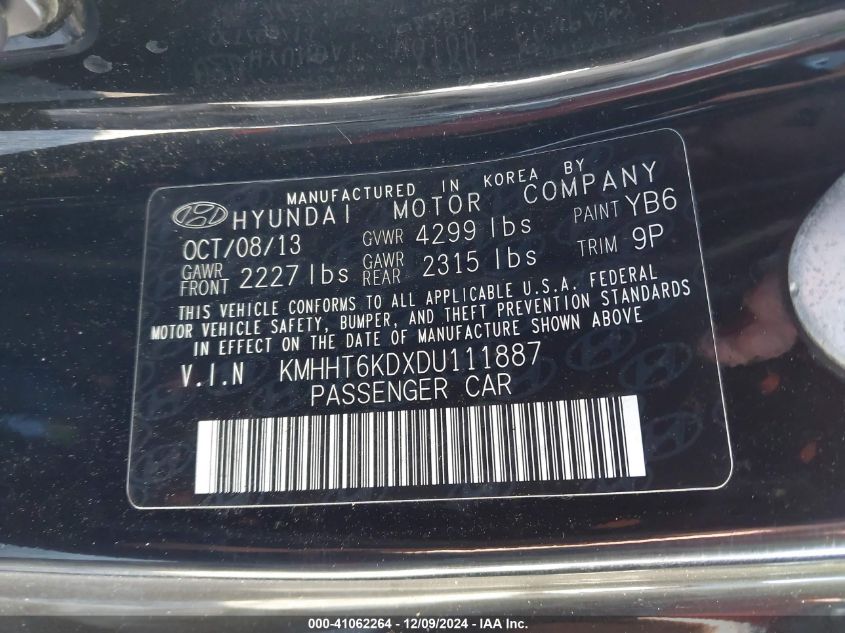 MANUFACTURED IN KOREA BY
HYUNDAI MOTOR COMPANY
OCT/08/13 GVWR 4299 lbs PAINT YB6
GAWR FRONT 2227 lbs GAWR REAR 2315 lbs TRIM 9P
THIS VEHICLE CONFORMS TO ALL APPLICABLE U.S.A. FEDERAL
MOTOR VEHICLE SAFETY, BUMPER, AND THEFT PREVENTION STANDARDS
IN EFFECT ON THE DATE OF MANUFACTURE SHOWN ABOVE
V.I.N KMHHT6KDXDU111887
PASSENGER CAR
000-41062264 - 12/09/2024 - IAA Inc.